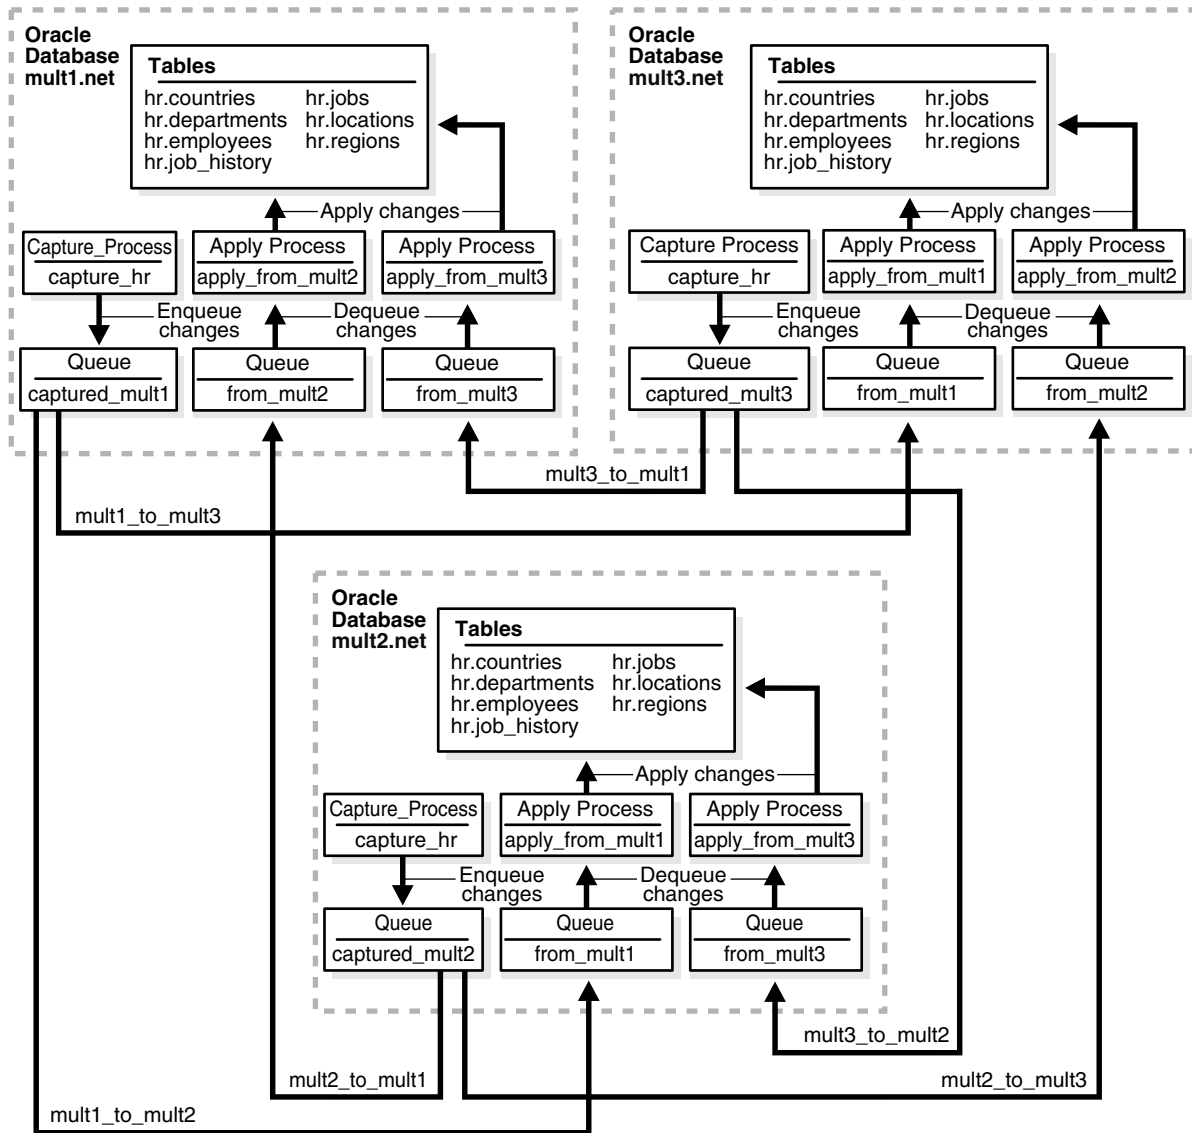 Oracle
Database
mult1.net
Tables
hr.countries hr.jobs
hr.departments hr.locations
hr.employees hr.regions
hr.job_history
Apply changes
Capture_Process
capture_hr
Apply Process
apply_from_mult2
Apply Process
apply_from_mult3
Enqueue
changes
Dequeue
changes
Queue
captured_mult1
Queue
from_mult2
Queue
from_mult3
Oracle
Database
mult3.net
Tables
hr.countries hr.jobs
hr.departments hr.locations
hr.employees hr.regions
hr.job_history
Apply changes
Capture Process
capture_hr
Apply Process
apply_from_mult1
Apply Process
apply_from_mult2
Enqueue
changes
Dequeue
changes
Queue
captured_mult3
Queue
from_mult1
Queue
from_mult2
mult3_to_mult1
mult1_to_mult3
Oracle
Database
mult2.net
Tables
hr.countries hr.jobs
hr.departments hr.locations
hr.employees hr.regions
hr.job_history
Apply changes
Capture_Process
capture_hr
Apply Process
apply_from_mult1
Apply Process
apply_from_mult3
Enqueue
changes
Dequeue
changes
Queue
captured_mult2
Queue
from_mult1
Queue
from_mult3
mult3_to_mult2
mult2_to_mult1
mult2_to_mult3
mult1_to_mult2